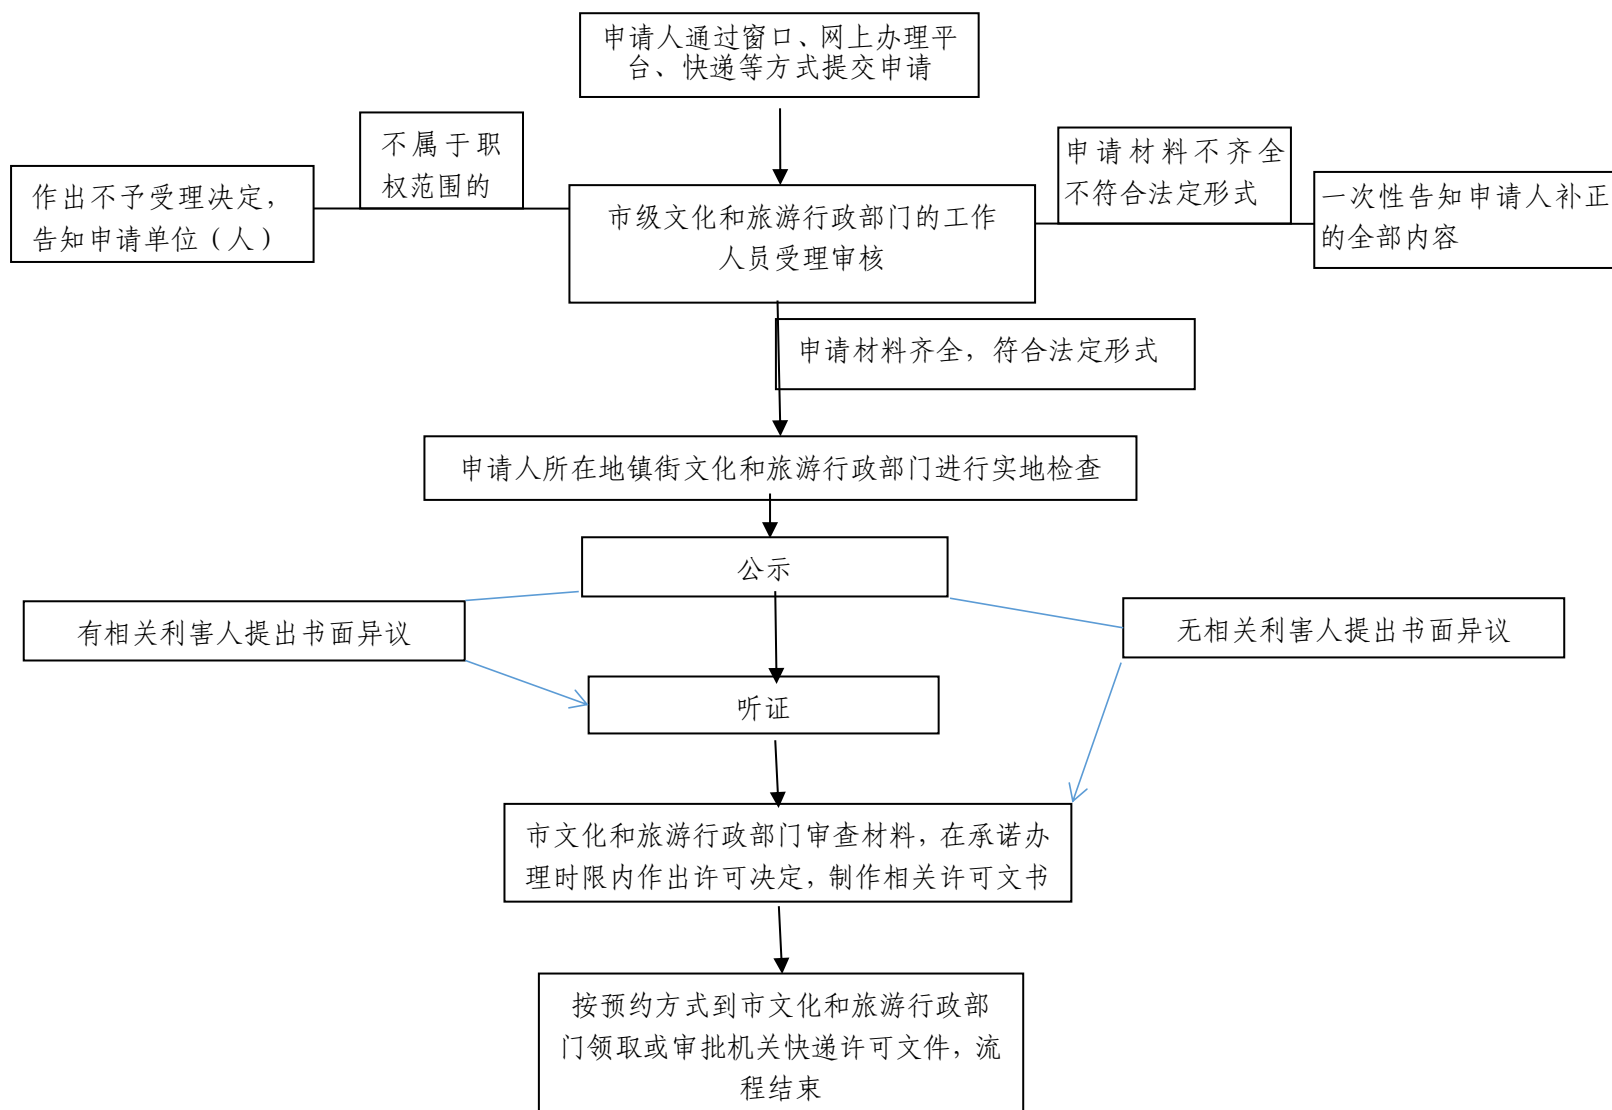 申请人通过窗口、网上办理平
台、快递等方式提交申请
不属于职
权范围的
申请材料不齐全
不符合法定形式
作出不予受理决定，
告知申请单位（人）
市级文化和旅游行政部门的工作
人员受理审核
一次性告知申请人补正
的全部内容
申请材料齐全，符合法定形式
申请人所在地镇街文化和旅游行政部门进行实地检查
公示
有相关利害人提出书面异议
无相关利害人提出书面异议
听证
市文化和旅游行政部门审查材料，在承诺办
理时限内作出许可决定，制作相关许可文书
按预约方式到市文化和旅游行政部
门领取或审批机关快递许可文件，流
程结束